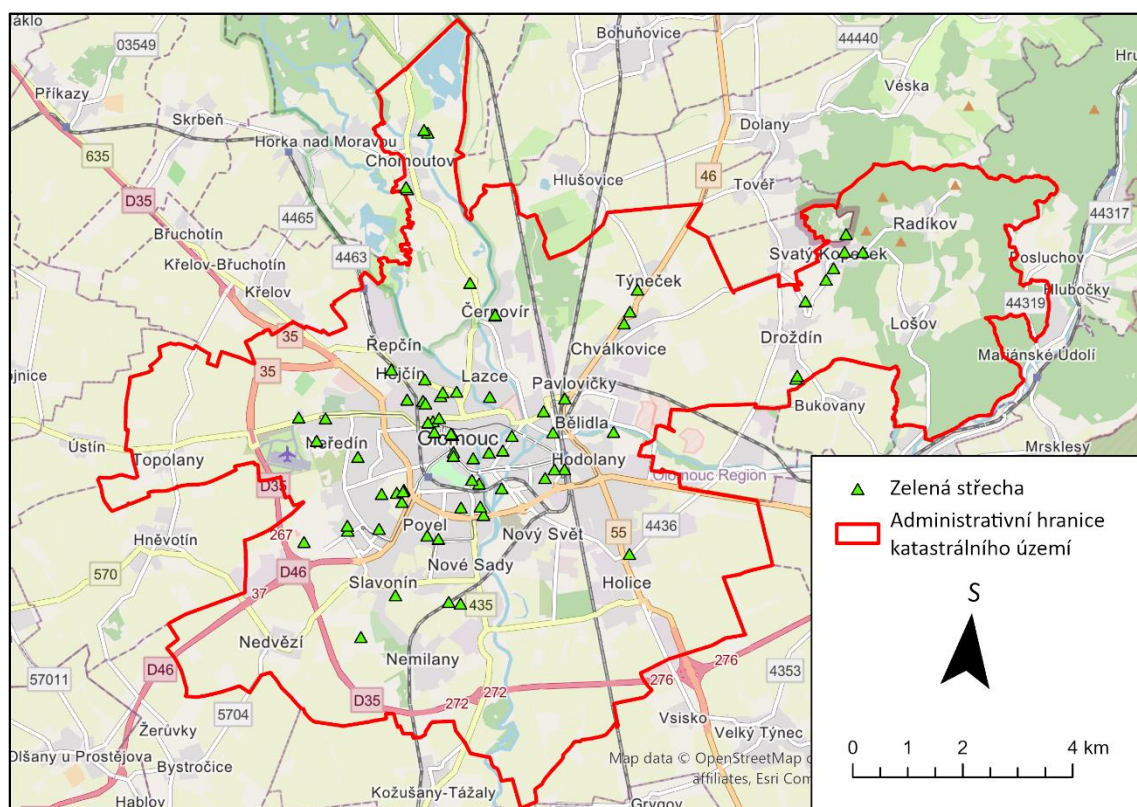 áklo
03549
Bohuňovice
44440
Hru
Příkazy
Skrbeň
Véska
Horka nad Moravou
Dolany
635
Chomoutov
Hlušovice
46
Tovéř
D35
4465
44317
Břuchotín
4463
Radíkov
Svatý Kopeček
Posluchov
Křelov-Břuchotín
Týneček
Hlubočky
Křelov
44319
Černovír
Droždín
Lošov
35
Chválkovice
Mariánské Údolí
Řepčín
ojnice
35
Hejčín
Lazce
Pavlovičky
Bukovany
Bělidla
Ústín
Neředín
Olomouc
Mrsklesy
Topolany
Hodolany
Olomouc Región
D35
Povel
4436
267
Nový Svět
55
Hněvotín
Nové Sady
570
D46
Holice
Slavonín
37
435
Nedvězí
Nemilany
D46
276
57011
276
4353
272
272
D35
5704
Vsisko
Žerůvky
Velký Týnec
Olšany u Prostějova
Bystročice
Map data © OpenStreetMap
affiliates, Esri Com
Hablov
Kožušany-Tážaly
Grygov
Zelená střecha
Administrativní hranice
katastrálního území
S
0 1 2 4 km